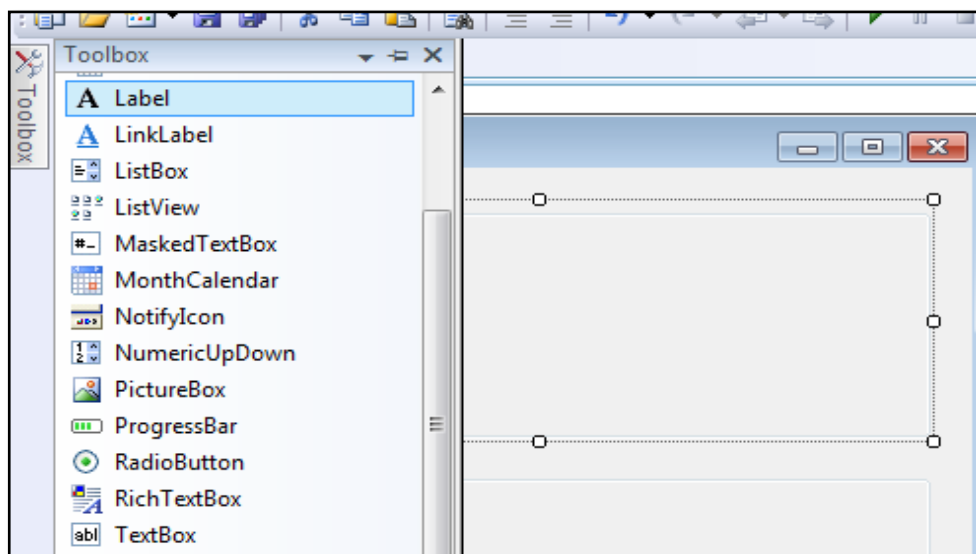 Toolbox
Toolbox
Label
LinkLabel
ListBox
ListView
MaskedTextBox
MonthCalendar
NotifyIcon
NumericUpDown
PictureBox
ProgressBar
RadioButton
RichTextBox
TextBox